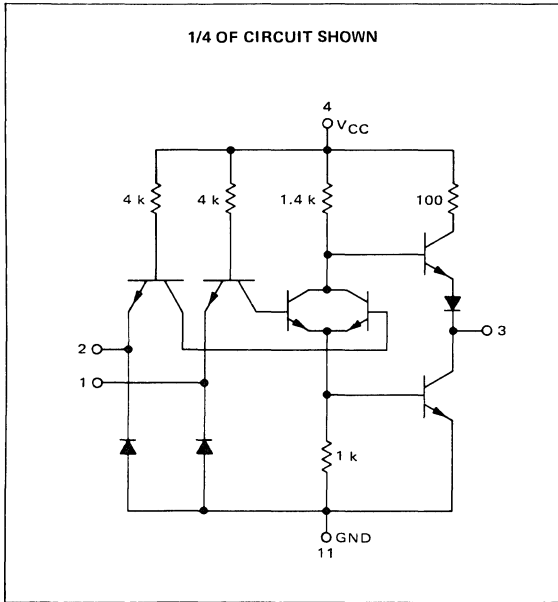 1/4 OF CIRCUIT SHOWN
4
VCC
4 k
4 k
1.4 k
100
2
3
1
1 k
GND
11